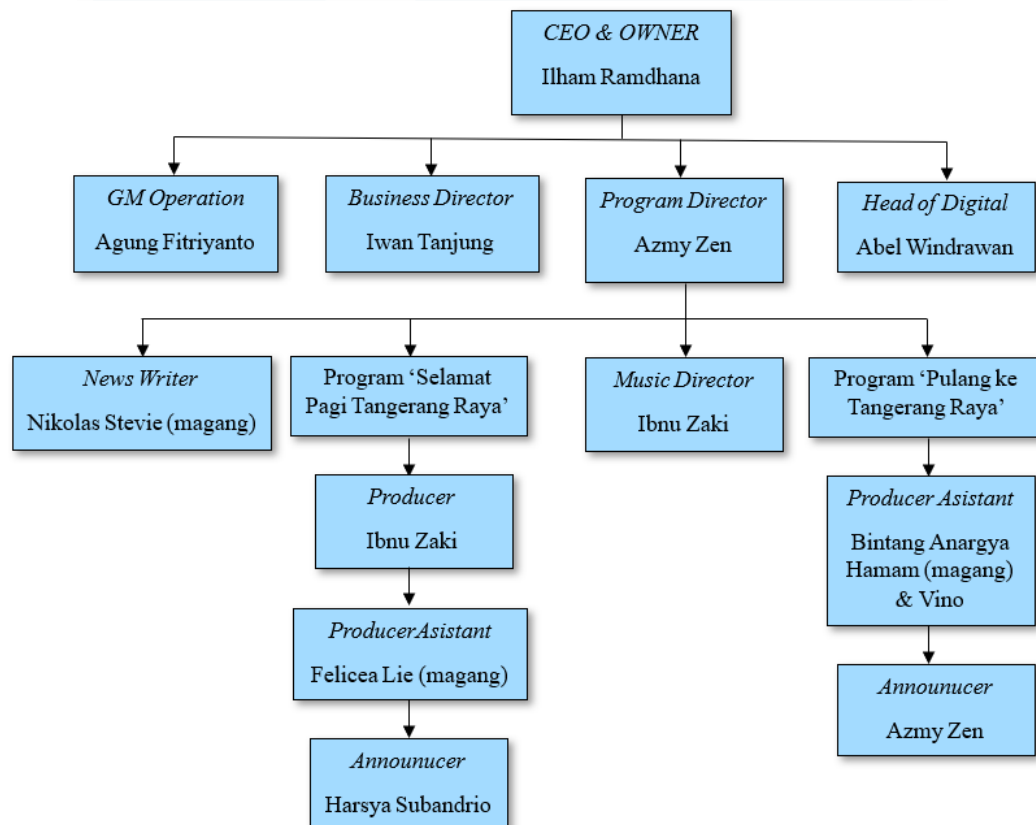 CEO & OWNER
Ilham Ramdhana
GM Operation
Agung Fitriyanto
Business Director
Iwan Tanjung
Program Director
Azmy Zen
Head of Digital
Abel Windrawan
News Writer
Nikolas Stevie (magang)
Program ‘Selamat
Pagi Tangerang Raya’
Music Director
Ibnu Zaki
Program ‘Pulang ke
Tangerang Raya’
Producer
Ibnu Zaki
Producer Asistant
Felicea Lie (magang)
Announucer
Harsya Subandrio
Producer Asistant
Bintang Anargya
Hamam (magang)
& Vino
Announucer
Azmy Zen